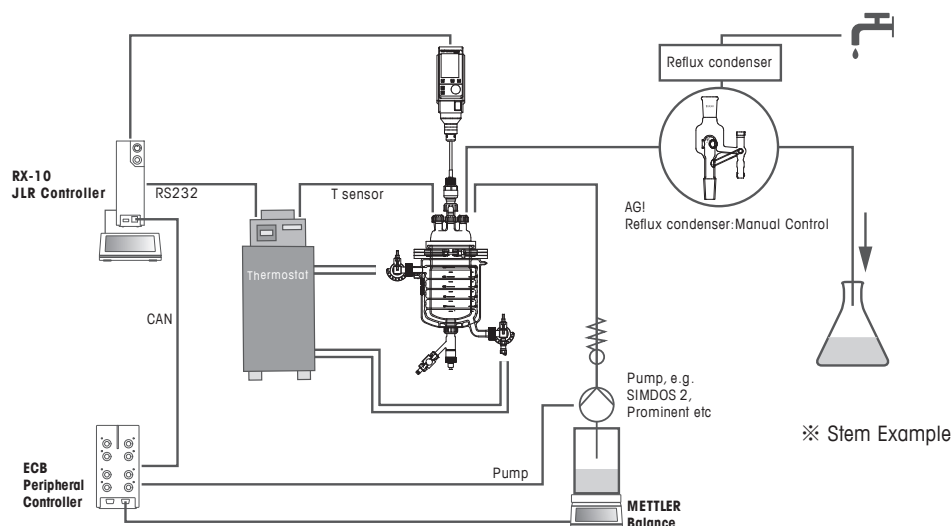 Reflux condenser
RX-10
JLR Controller
RS232
T sensor
AG!
Reflux condenser:Manual Control
Thermostat
CAN
Pump, e.g.
SIMDOS 2,
Prominent etc
※ Stem Example
ECB
Peripheral
Controller
Pump
METTLER
Balance